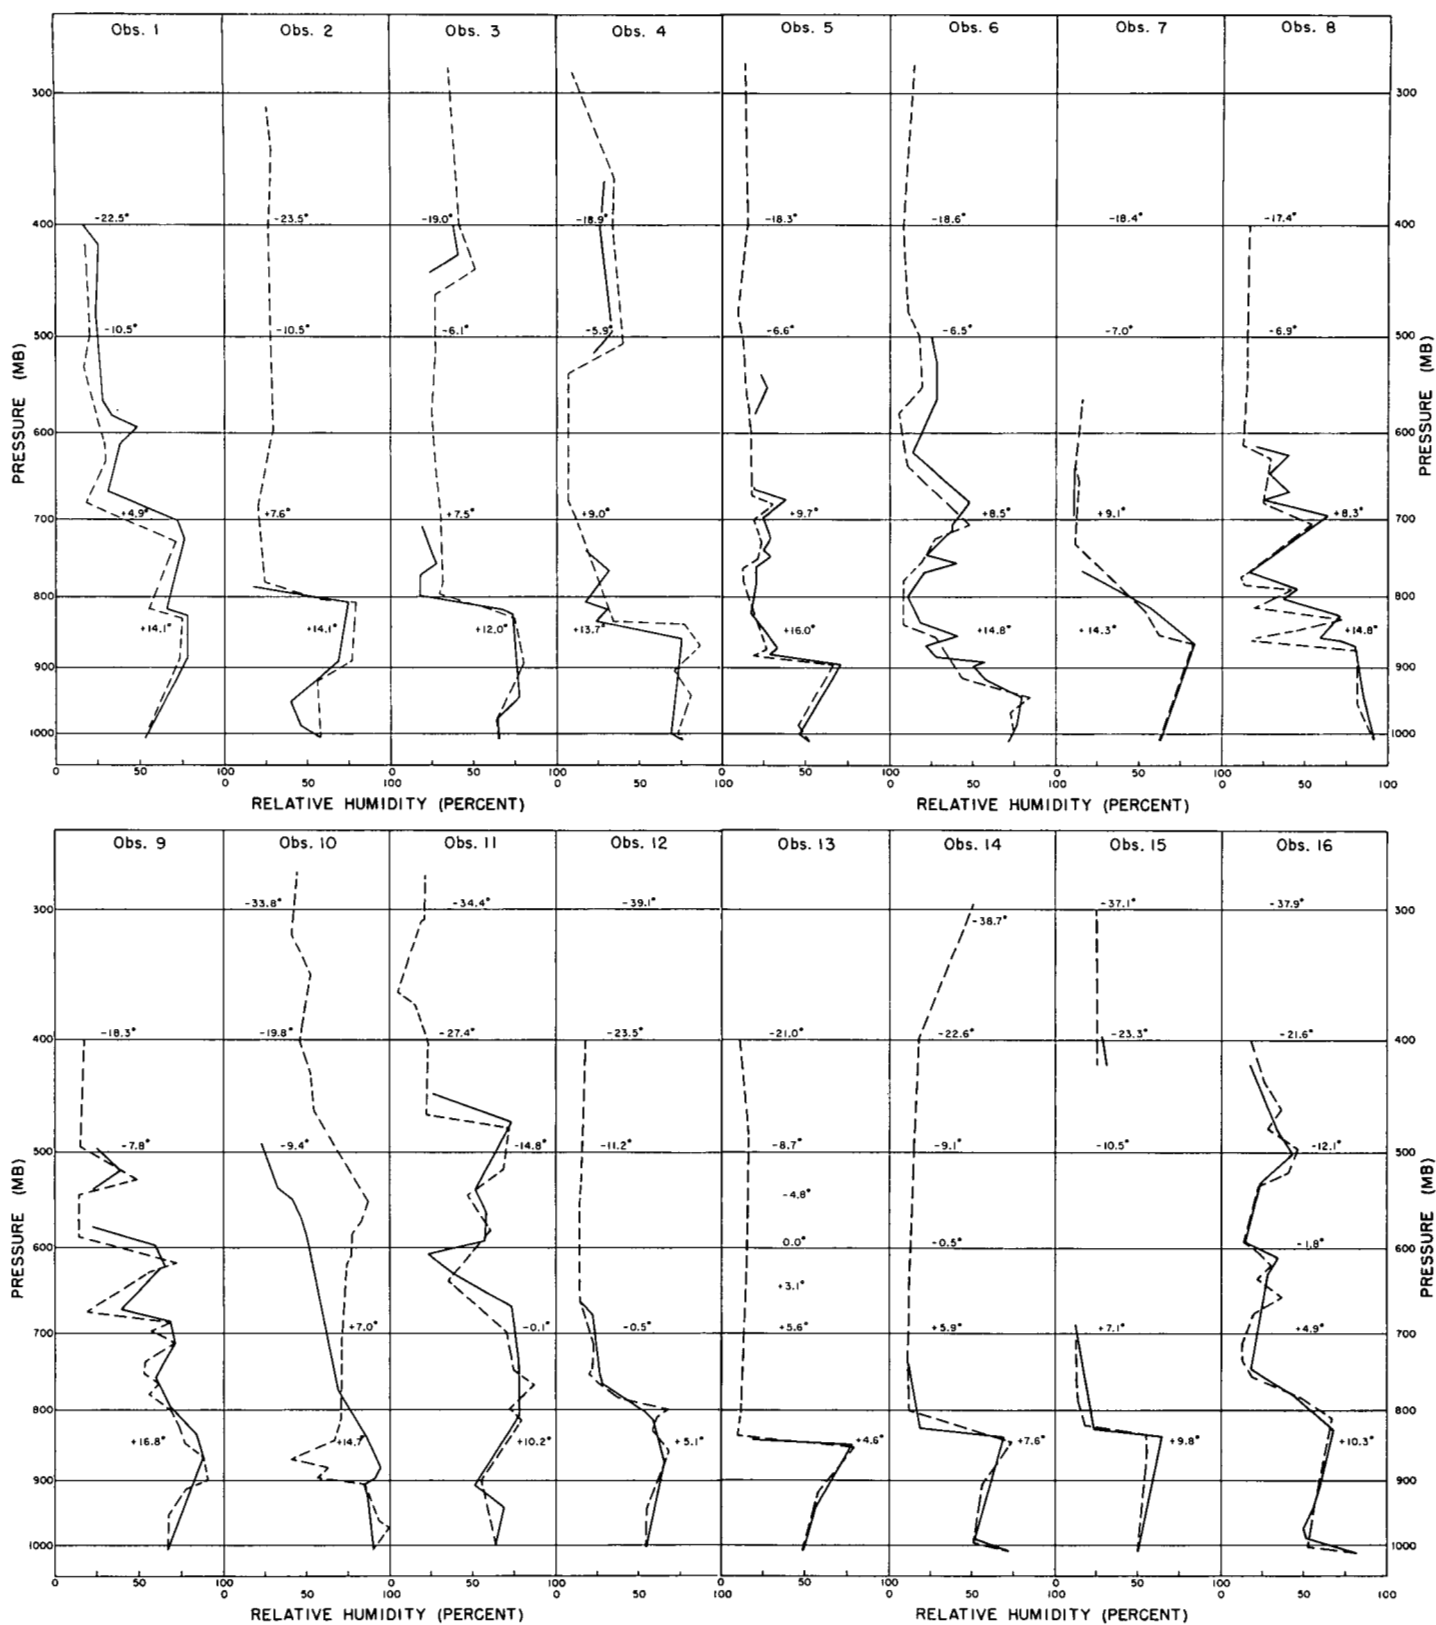 Obs. 1 Obs. 2 Obs. 3 Obs. 4 Obs. 5 Obs. 6 Obs. 7 Obs. 8
300 300
-22.5° -23.5° -19.0° -18.9° -18.3° -18.6° -18.4° -17.4°
400 400
-10.5° -10.5° -6.1° -5.9° -6.6° -6.5° -7.0° -6.9°
500 500
PRESSURE (MB) PRESSURE (MB)
600 600
+4.9° +7.6° +7.5° +9.0° +9.7° +8.5° +9.1° +8.3°
700 700
800 800
+14.1° +14.1° +12.0° +13.7° +16.0° +14.8° +14.3° +14.8°
900 900
1000 1000
0 50 100 50 100 50 100 50 100 50 100 50 100 50 100 50 100
0 0 0 0 0 0 0
RELATIVE HUMIDITY (PERCENT) RELATIVE HUMIDITY (PERCENT)
Obs. 9 Obs. 10 Obs. 11 Obs. 12 Obs. 13 Obs. 14 Obs. 15 Obs. 16
-33.8° -34.4° -39.1° -37.1° -37.9°
300 300
-38.7°
-18.3° -19.8° -27.4° -23.5° -21.0° -22.6° -23.3° -21.6°
400 400
-7.8° -9.4° -14.8° -11.2° -8.7° -9.1° -10.5° -12.1°
500 500
-4.8°
PRESSURE (MB) PRESSURE (MB)
0.0° -0.5° -1.8°
600 600
+3.1°
+7.0° -0.1° -0.5° +5.6° +5.9° +7.1° +4.9°
700 700
800 800
+16.8° +14.7° +10.2° +5.1° +4.6° +7.6° +9.8° +10.3°
900 900
1000 1000
0 50 100 50 100 50 100 50 100 50 100 50 100 50 100 50 100
0 0 0 0 0 0 0
RELATIVE HUMIDITY (PERCENT) RELATIVE HUMIDITY (PERCENT)